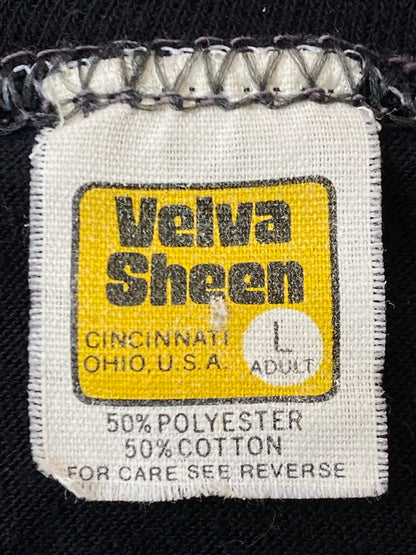 Velva
Sheen
CINCINNATI
OHIO, U.S.A.
L
ADULT
50% POLYESTER
50% COTTON
FOR CARE SEE REVERSE